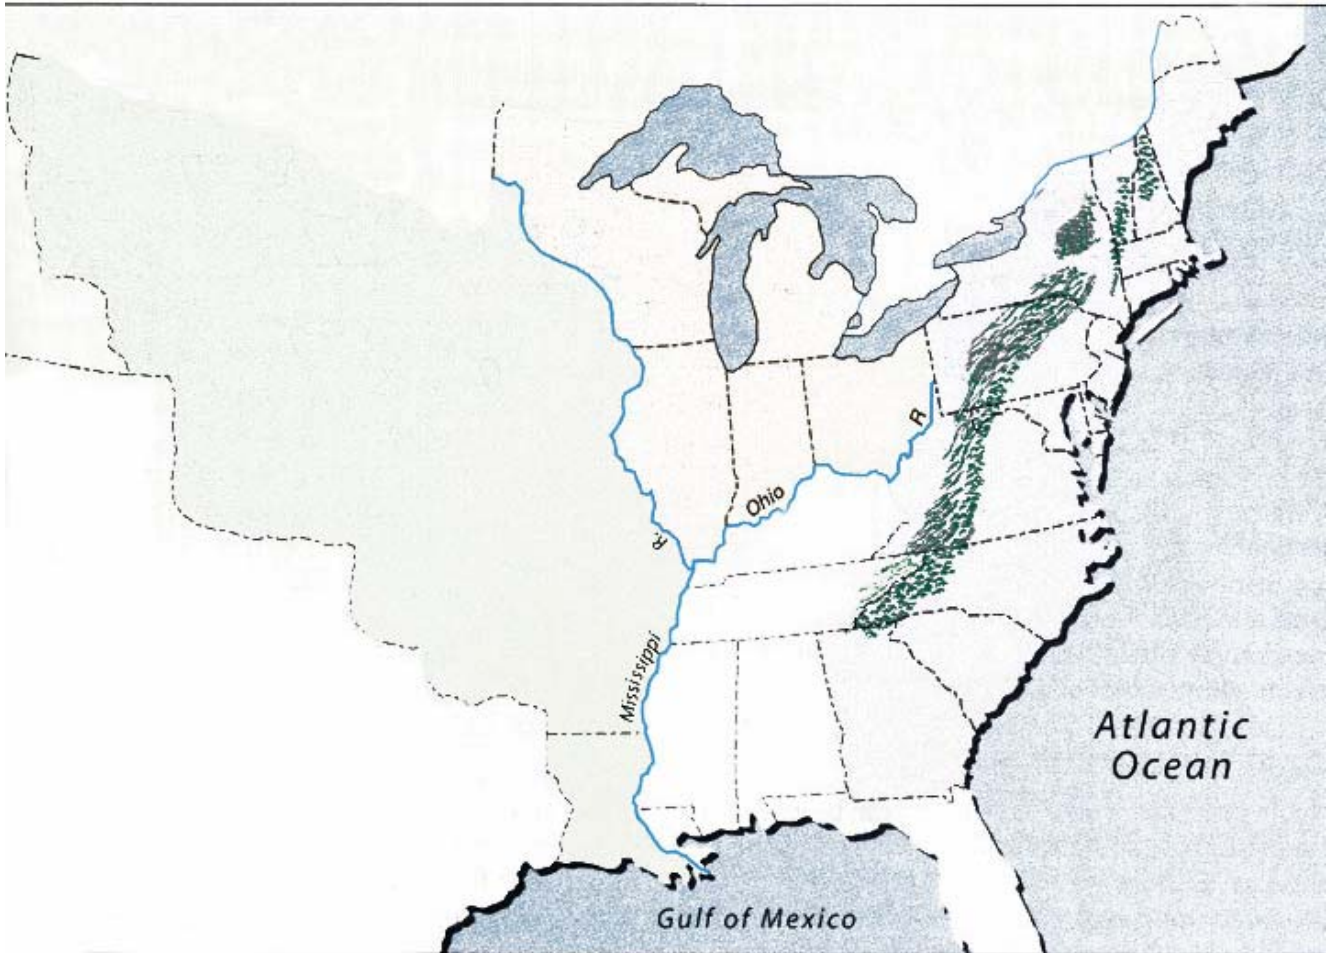 R
Ohio
R.
Mississippi
Atlantic
Ocean
Gulf of Mexico